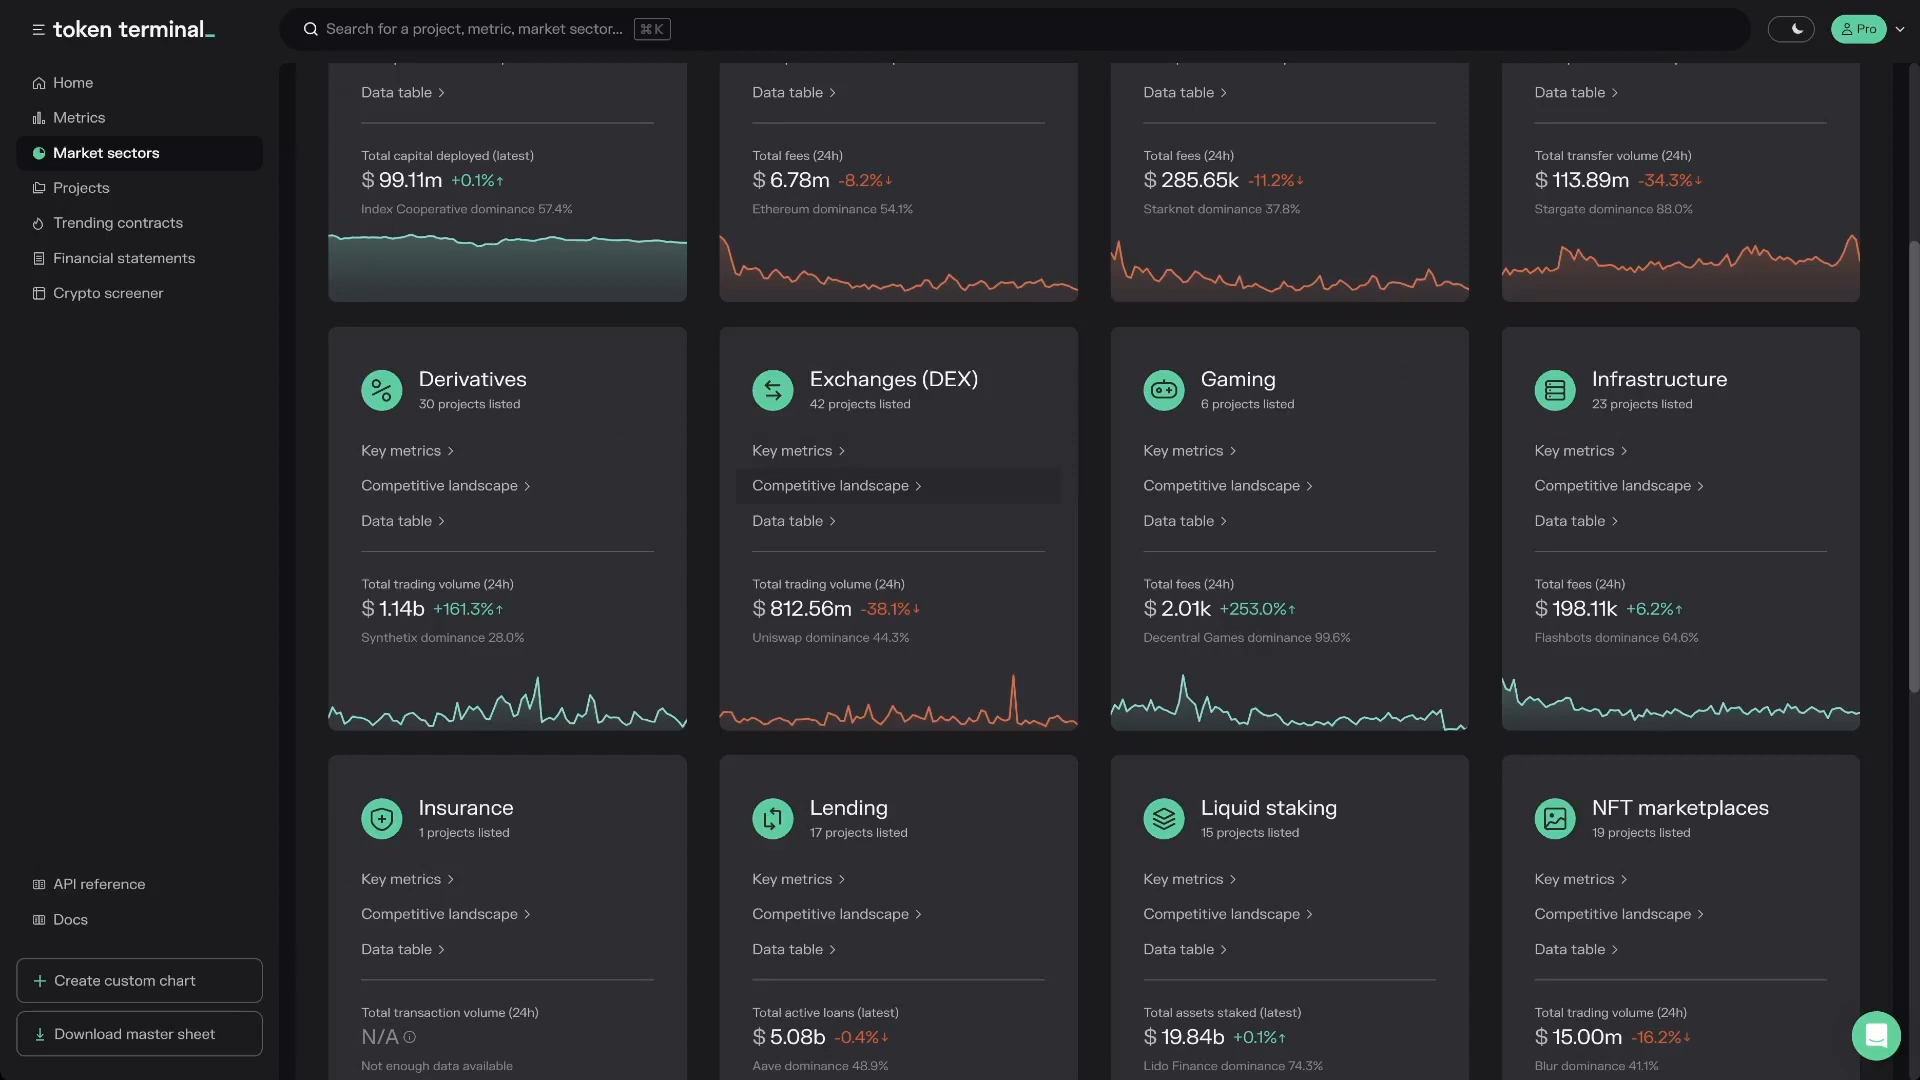 token terminal_
Search for a project, metric, market sector...
⌘ K
Pro
Home
Metrics
Market sectors
Projects
Trending contracts
Financial statements
Crypto screener
API reference
Docs
Create custom chart
Download master sheet
Data table
Total capital deployed (latest)
$ 99.11m +0.1%↑
Index Cooperative dominance 57.4%
Data table
Total fees (24h)
$ 6.78m -8.2%↓
Ethereum dominance 54.1%
Data table
Total fees (24h)
$ 285.65k -11.2%↓
Starknet dominance 37.8%
Data table
Total transfer volume (24h)
$ 113.89m -34.3%↓
Stargate dominance 88.0%
Derivatives
30 projects listed
Key metrics
Competitive landscape
Data table
Total trading volume (24h)
$ 1.14b +161.3%↑
Synthetix dominance 28.0%
Exchanges (DEX)
42 projects listed
Key metrics
Competitive landscape
Data table
Total trading volume (24h)
$ 812.56m -38.1%↓
Uniswap dominance 44.3%
Gaming
6 projects listed
Key metrics
Competitive landscape
Data table
Total fees (24h)
$ 2.01k +253.0%↑
Decentral Games dominance 99.6%
Infrastructure
23 projects listed
Key metrics
Competitive landscape
Data table
Total fees (24h)
$ 198.11k +6.2%↑
Flashbots dominance 64.6%
Insurance
1 projects listed
Key metrics
Competitive landscape
Data table
Total transaction volume (24h)
N/A
Not enough data available
Lending
17 projects listed
Key metrics
Competitive landscape
Data table
Total active loans (latest)
$ 5.08b -0.4%↓
Aave dominance 48.9%
Liquid staking
15 projects listed
Key metrics
Competitive landscape
Data table
Total assets staked (latest)
$ 19.84b +0.1%↑
Lido Finance dominance 74.3%
NFT marketplaces
19 projects listed
Key metrics
Competitive landscape
Data table
Total trading volume (24h)
$ 15.00m -16.2%↓
Blur dominance 41.1%